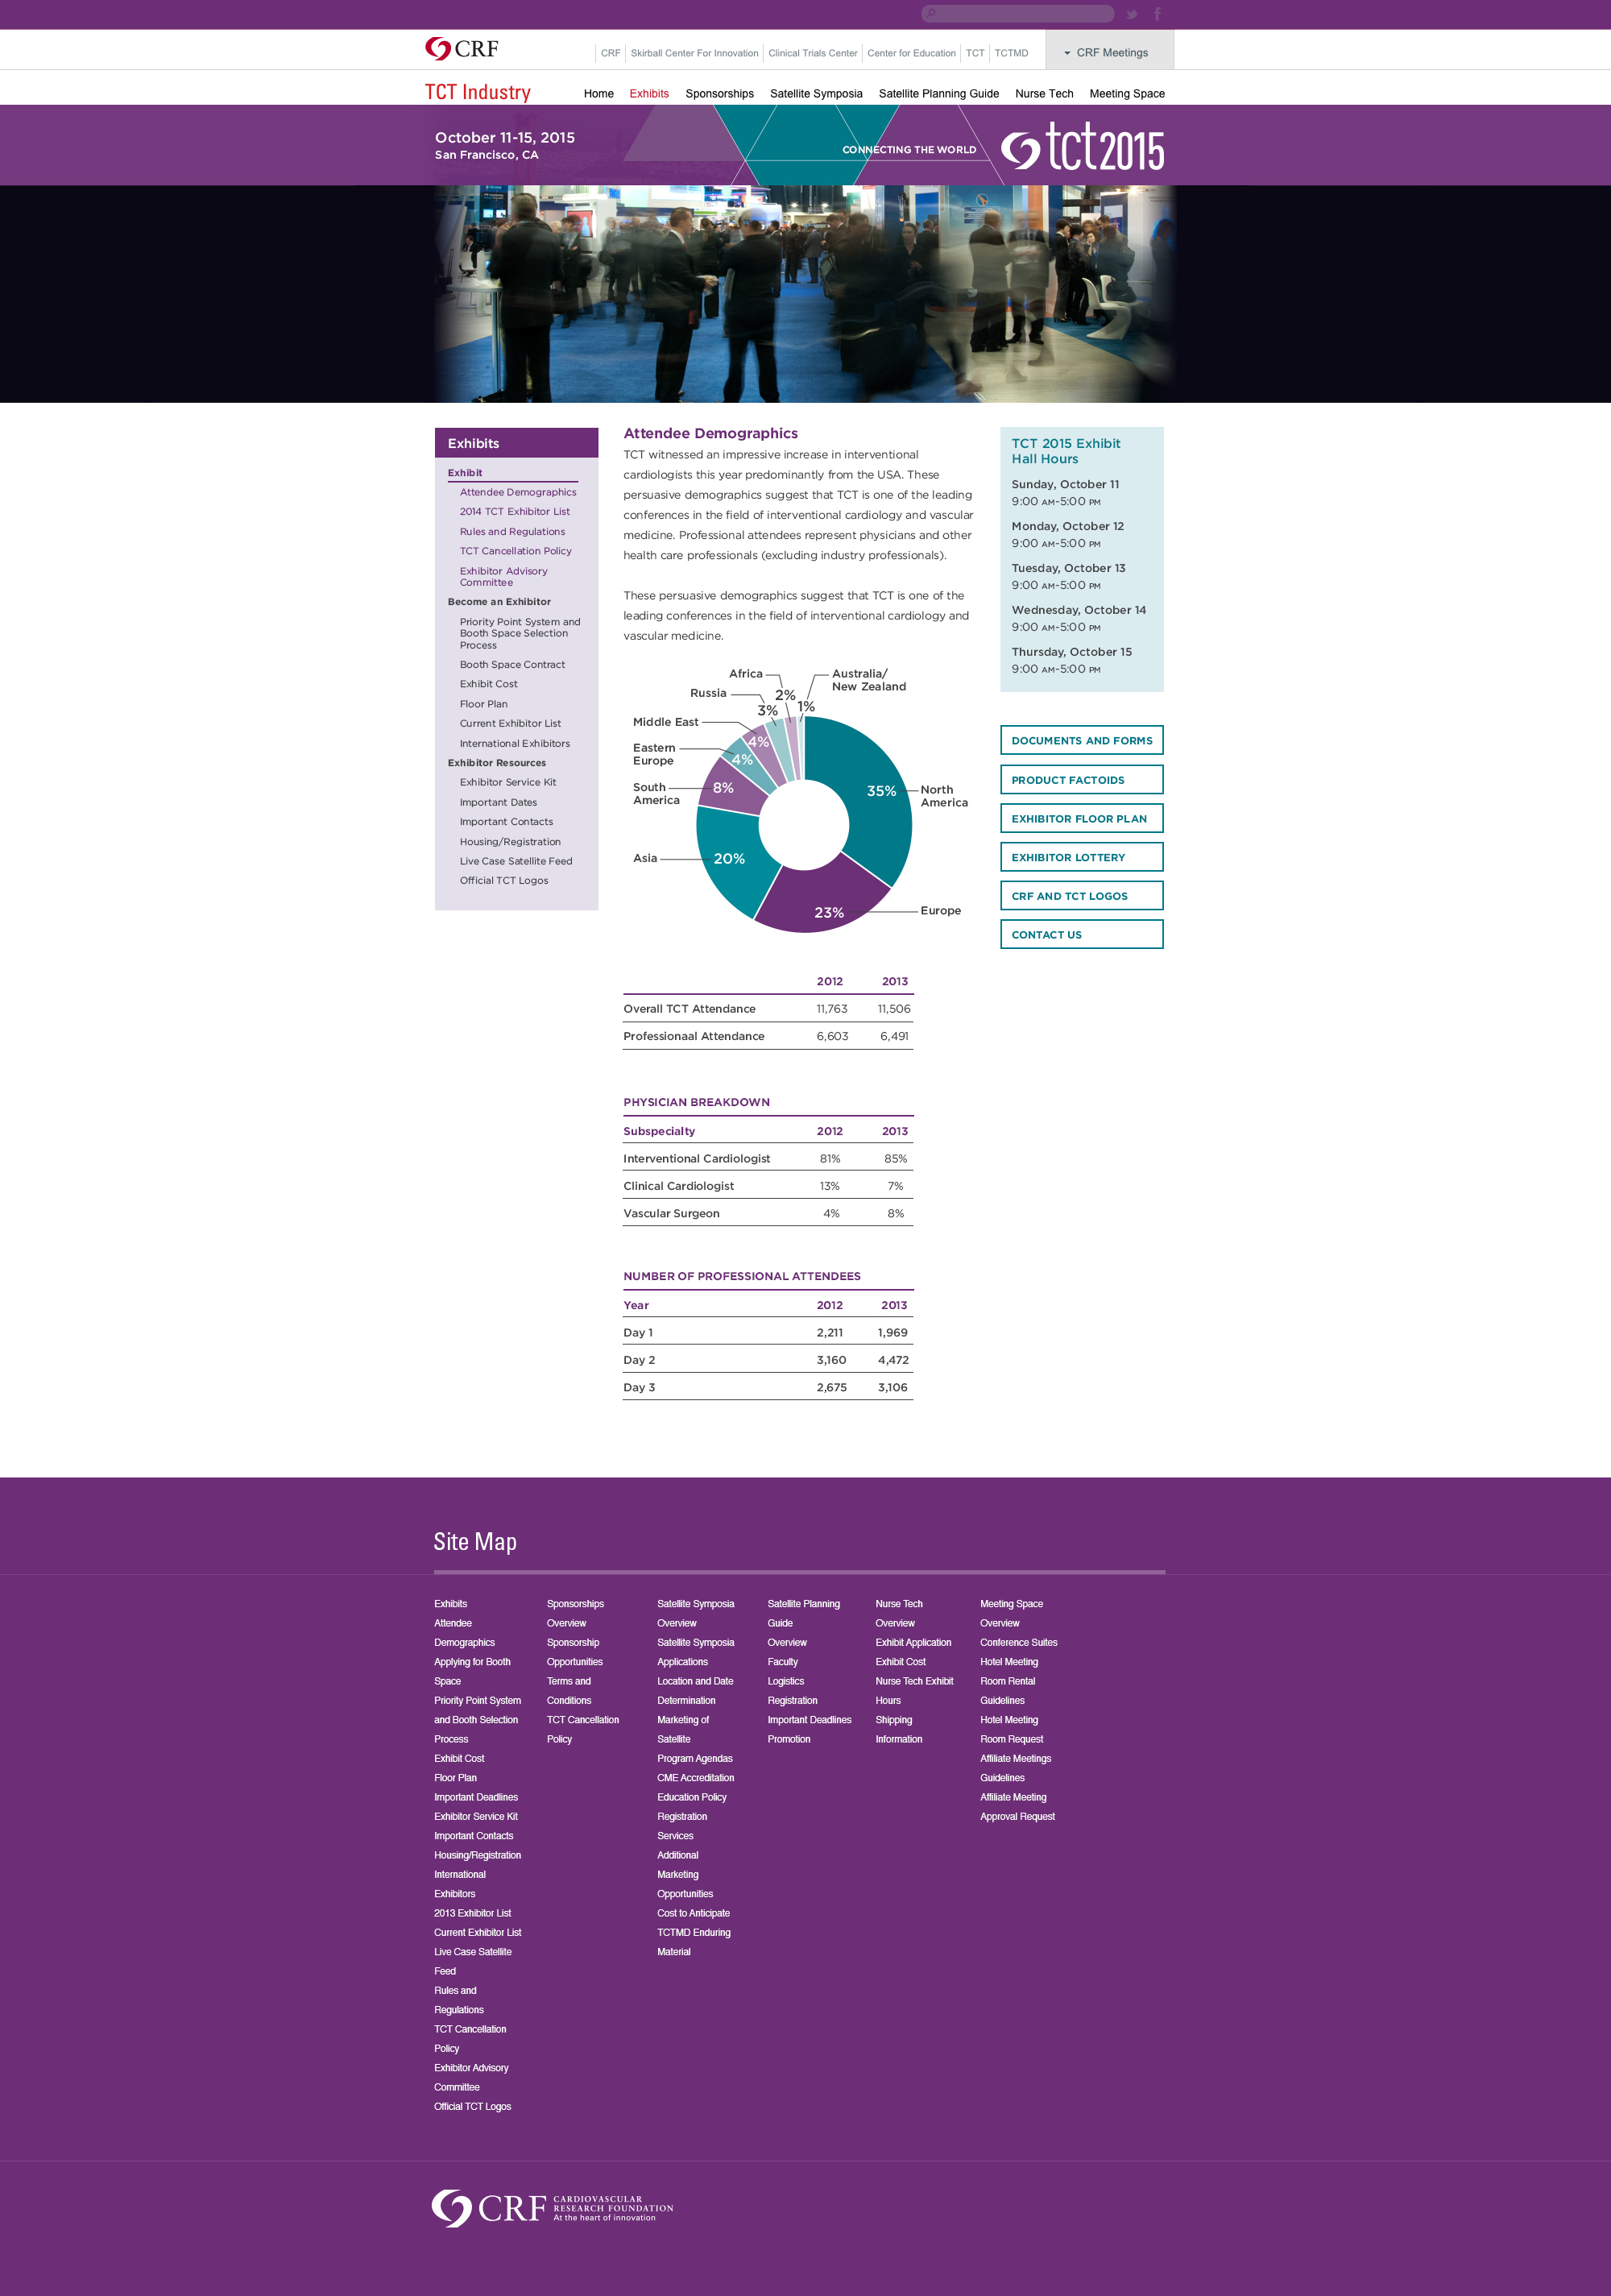 CRF
CRF
Skirball Center For Innovation
Clinical Trials Center
Center for Education
TCT
TCTMD
CRF Meetings
TCT Industry
Home
Exhibits
Sponsorships
Satellite Symposia
Satellite Planning Guide
Nurse Tech
Meeting Space
October 11-15, 2015
San Francisco, CA
CONNECTING THE WORLD
tct2015
Exhibits
Exhibit
Attendee Demographics
2014 TCT Exhibitor List
Rules and Regulations
TCT Cancellation Policy
Exhibitor Advisory
Committee
Become an Exhibitor
Priority Point System and
Booth Space Selection
Process
Booth Space Contract
Exhibit Cost
Floor Plan
Current Exhibitor List
International Exhibitors
Exhibitor Resources
Exhibitor Service Kit
Important Dates
Important Contacts
Housing/Registration
Live Case Satellite Feed
Official TCT Logos
Attendee Demographics
TCT witnessed an impressive increase in interventional
cardiologists this year predominantly from the USA. These
persuasive demographics suggest that TCT is one of the leading
conferences in the field of interventional cardiology and vascular
medicine. Professional attendees represent physicians and other
health care professionals (excluding industry professionals).
These persuasive demographics suggest that TCT is one of the
leading conferences in the field of interventional cardiology and
vascular medicine.
Africa
2%
Australia/
New Zealand
1%
Russia
3%
Middle East
4%
Eastern
Europe
4%
South
America
8%
35%
North
America
Asia
20%
23%
Europe
2012 2013
Overall TCT Attendance 11,763 11,506
Professionaal Attendance 6,603 6,491
PHYSICIAN BREAKDOWN
Subspecialty 2012 2013
Interventional Cardiologist 81% 85%
Clinical Cardiologist 13% 7%
Vascular Surgeon 4% 8%
NUMBER OF PROFESSIONAL ATTENDEES
Year 2012 2013
Day 1 2,211 1,969
Day 2 3,160 4,472
Day 3 2,675 3,106
TCT 2015 Exhibit
Hall Hours
Sunday, October 11
9:00 AM-5:00 PM
Monday, October 12
9:00 AM-5:00 PM
Tuesday, October 13
9:00 AM-5:00 PM
Wednesday, October 14
9:00 AM-5:00 PM
Thursday, October 15
9:00 AM-5:00 PM
DOCUMENTS AND FORMS
PRODUCT FACTOIDS
EXHIBITOR FLOOR PLAN
EXHIBITOR LOTTERY
CRF AND TCT LOGOS
CONTACT US
Site Map
Exhibits
Attendee
Demographics
Applying for Booth
Space
Priority Point System
and Booth Selection
Process
Exhibit Cost
Floor Plan
Important Deadlines
Exhibitor Service Kit
Important Contacts
Housing/Registration
International
Exhibitors
2013 Exhibitor List
Current Exhibitor List
Live Case Satellite
Feed
Rules and
Regulations
TCT Cancellation
Policy
Exhibitor Advisory
Committee
Official TCT Logos
Sponsorships
Overview
Sponsorship
Opportunities
Terms and
Conditions
TCT Cancellation
Policy
Satellite Symposia
Overview
Satellite Symposia
Applications
Location and Date
Determination
Marketing of
Satellite
Program Agendas
CME Accreditation
Education Policy
Registration
Services
Additional
Marketing
Opportunities
Cost to Anticipate
TCTMD Enduring
Material
Satellite Planning
Guide
Overview
Faculty
Logistics
Registration
Important Deadlines
Promotion
Nurse Tech
Overview
Exhibit Application
Exhibit Cost
Nurse Tech Exhibit
Hours
Shipping
Information
Meeting Space
Overview
Conference Suites
Hotel Meeting
Room Rental
Guidelines
Hotel Meeting
Room Request
Affiliate Meetings
Guidelines
Affiliate Meeting
Approval Request
CRF
CARDIOVASCULAR
RESEARCH FOUNDATION
At the heart of innovation